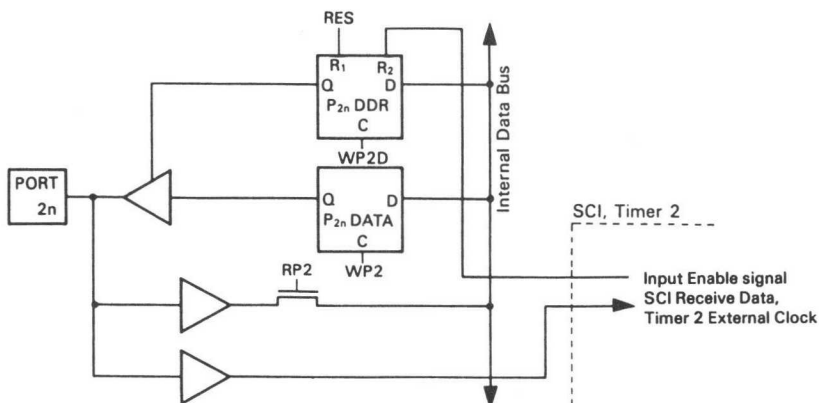 RES
R₁ R₂
Q D
P₂ₙ DDR
C
WP2D
Internal Data Bus
PORT
2n
Q D
P₂ₙ DATA
C
WP2
SCI, Timer 2
RP2
Input Enable signal
SCI Receive Data,
Timer 2 External Clock